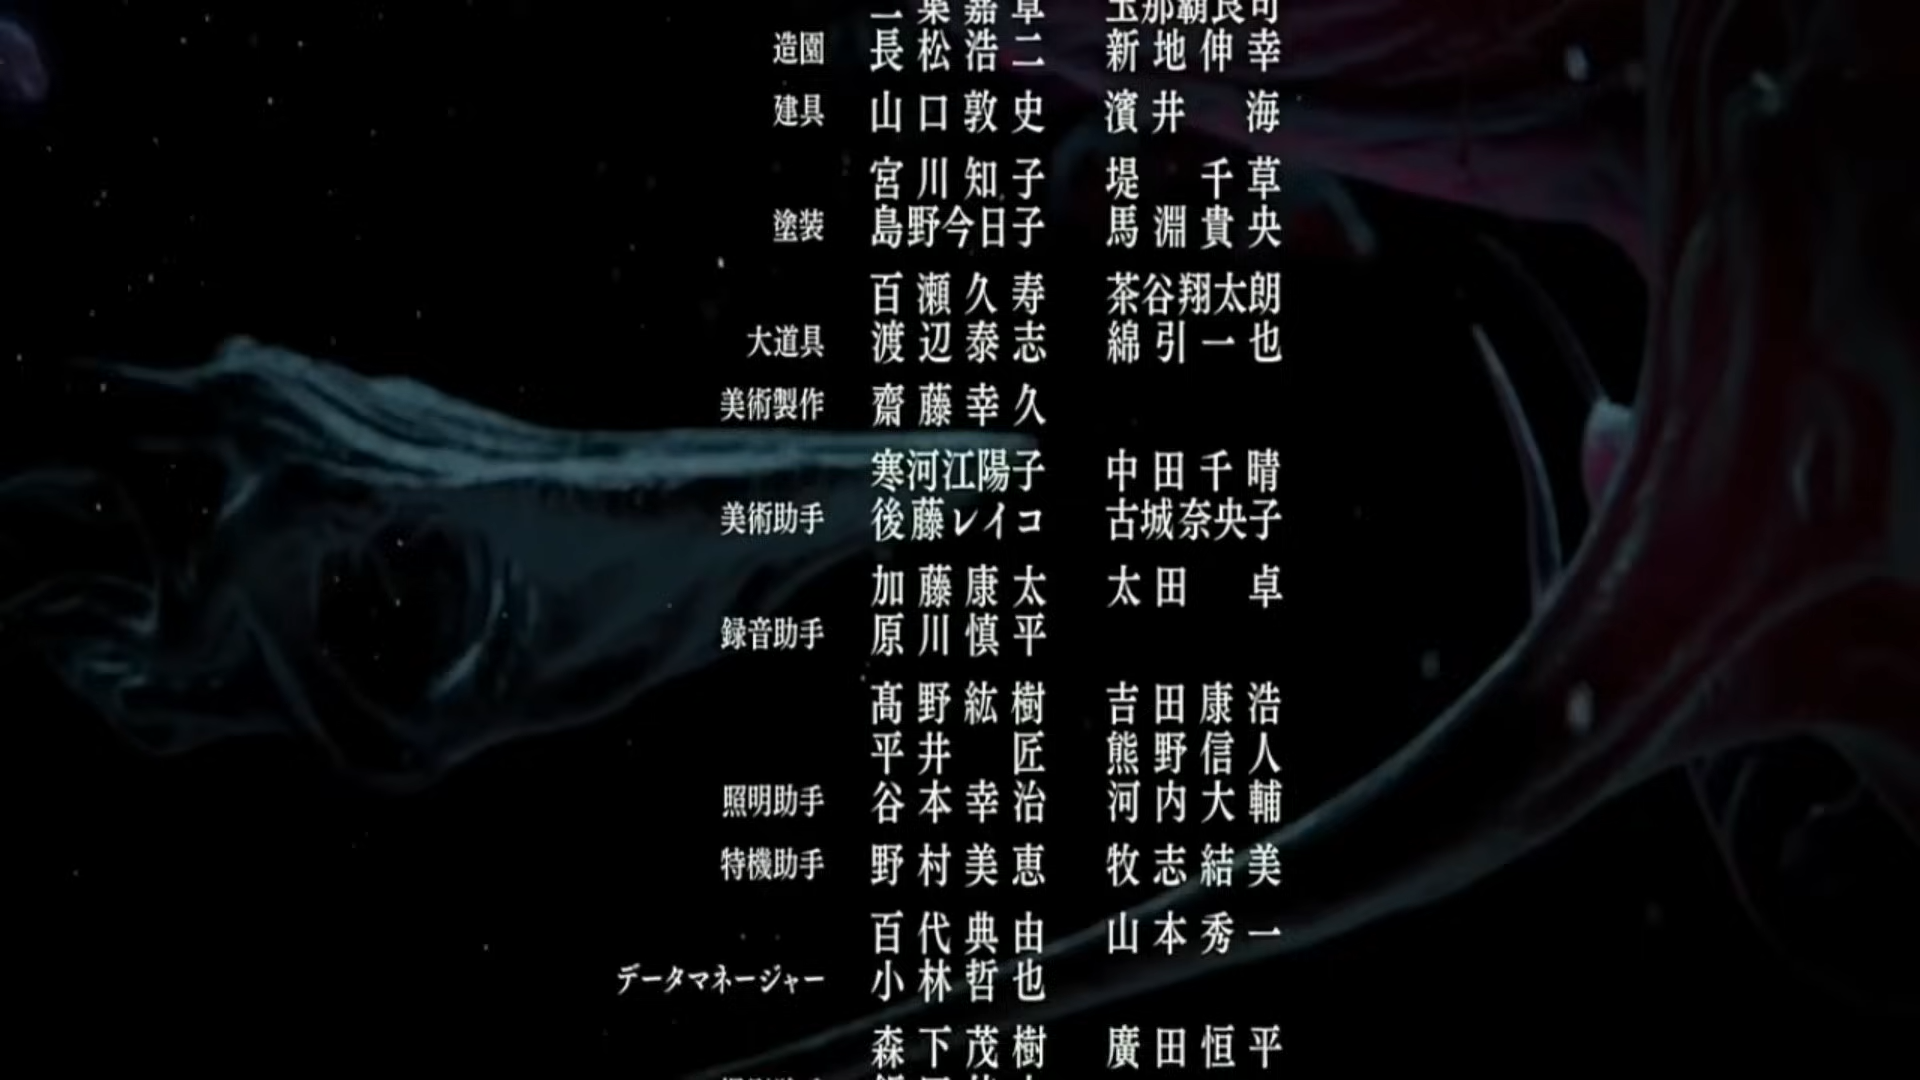 造園 長松浩二 新地伸幸
建具 山口敦史 濱井 海
宮川知子 堤 千草
塗装 島野今日子 馬淵貴央
百瀬久寿 茶谷翔太朗
大道具 渡辺泰志 綿引一也
美術製作 齋藤幸久
寒河江陽子 中田千晴
美術助手 後藤レイコ 古城奈央子
加藤康太 太田 卓
録音助手 原川慎平
髙野紘樹 吉田康浩
平井 匠 熊野信人
照明助手 谷本幸治 河内大輔
特機助手 野村美恵 牧志結美
百代典由 山本秀一
データマネージャー 小林哲也
森下茂樹 廣田恒平